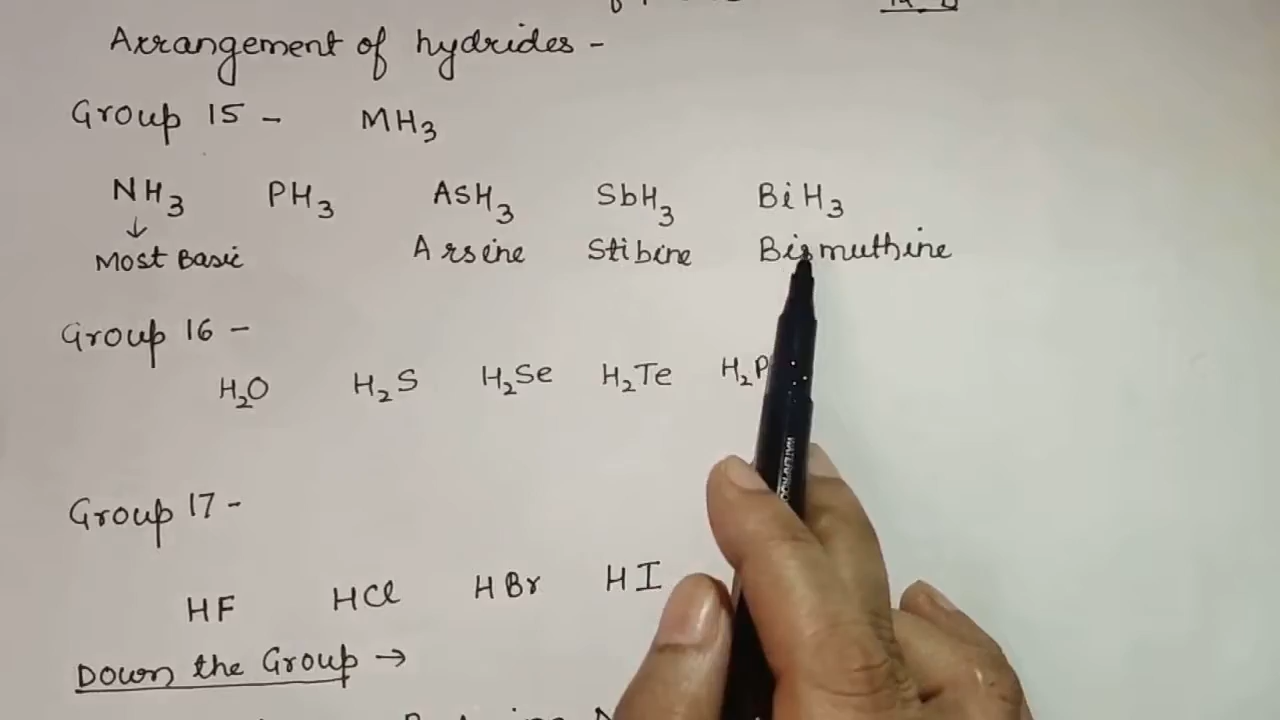 Arrangement of hydrides -
Group 15 - MH3
NH3 PH3 AsH3 SbH3 BiH3
↓
Most Basic Arsine Stibine Bismuthine
Group 16 -
H2O H2S H2Se H2Te
Group 17 -
HF HCl HBr HI
Down the Group →